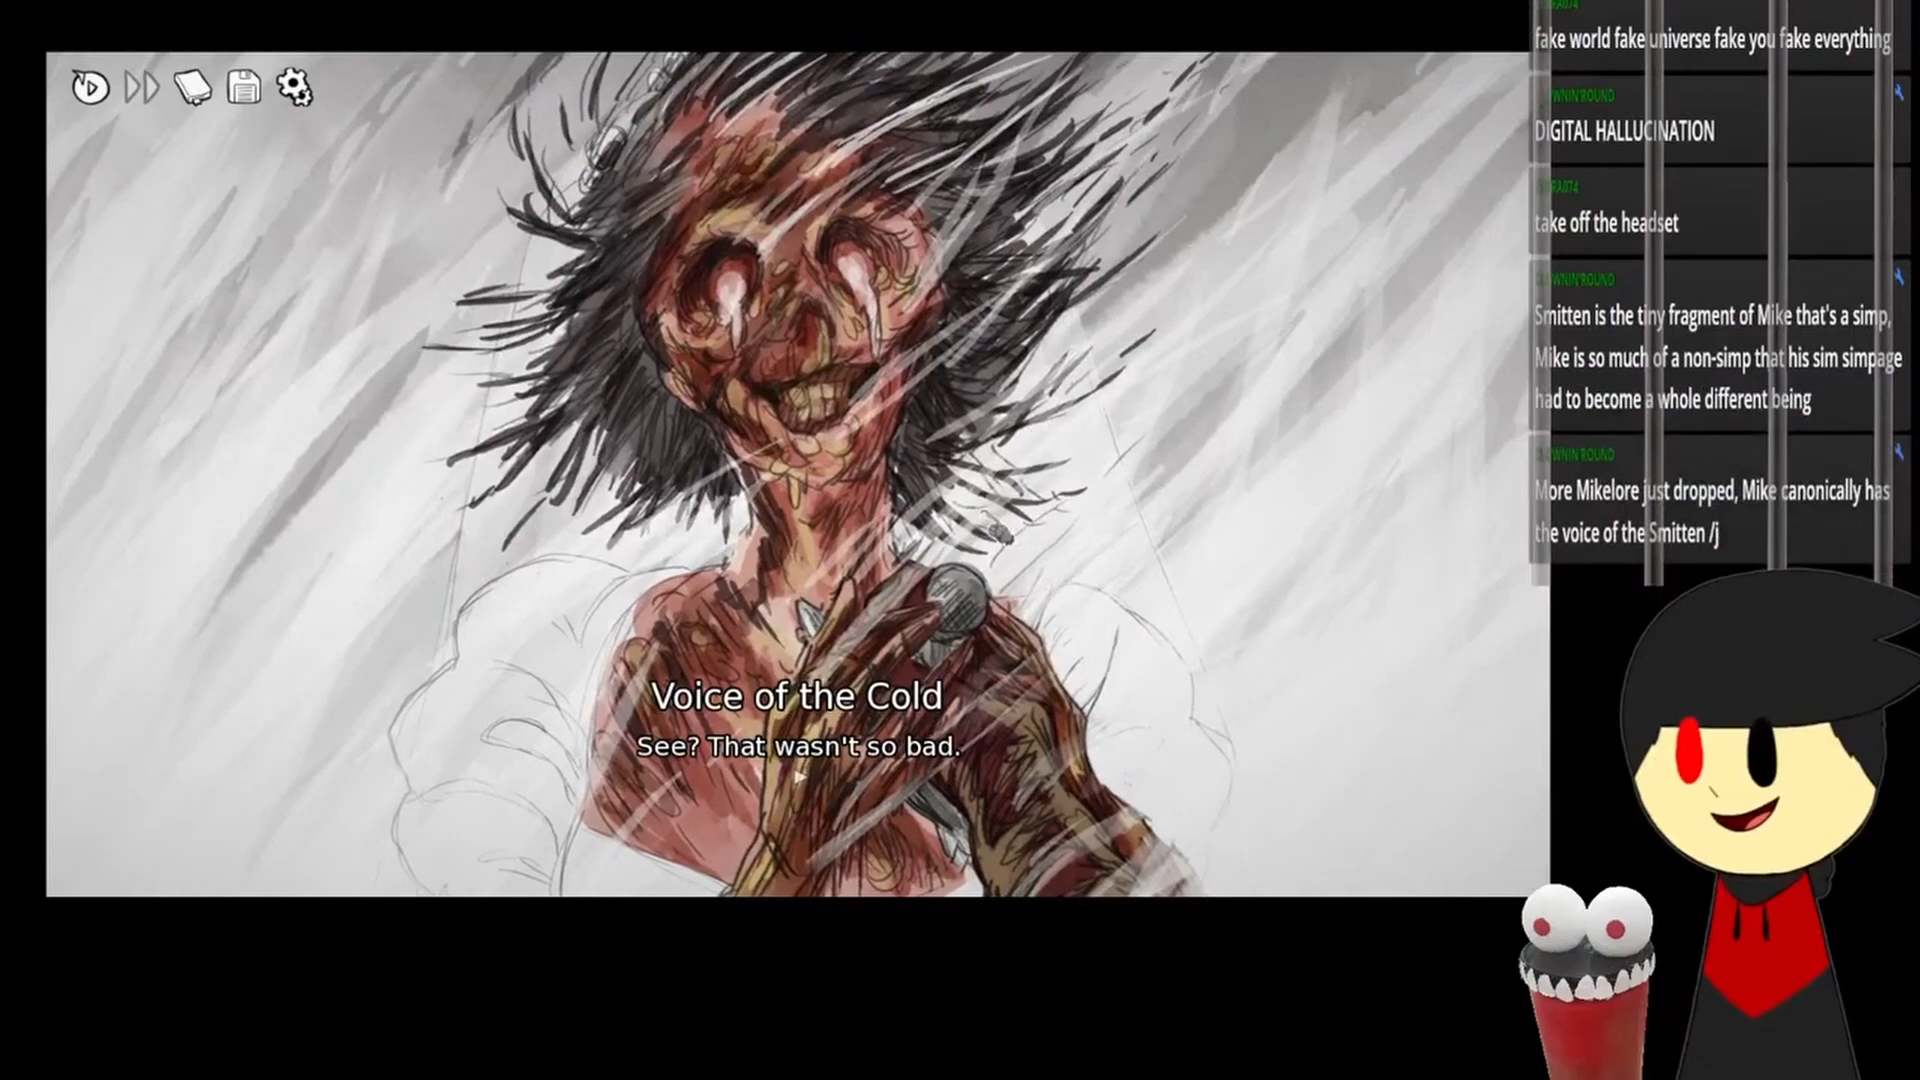 Voice of the Cold
See? That wasn't so bad.
fake world fake universe fake you fake everything
DIGITAL HALLUCINATION
take off the headset
Smitten is the tiny fragment of Mike that's a simp,
Mike is so much of a non-simp that his sim simpage
had to become a whole different being
More Mikelore just dropped, Mike canonically has
the voice of the Smitten /j